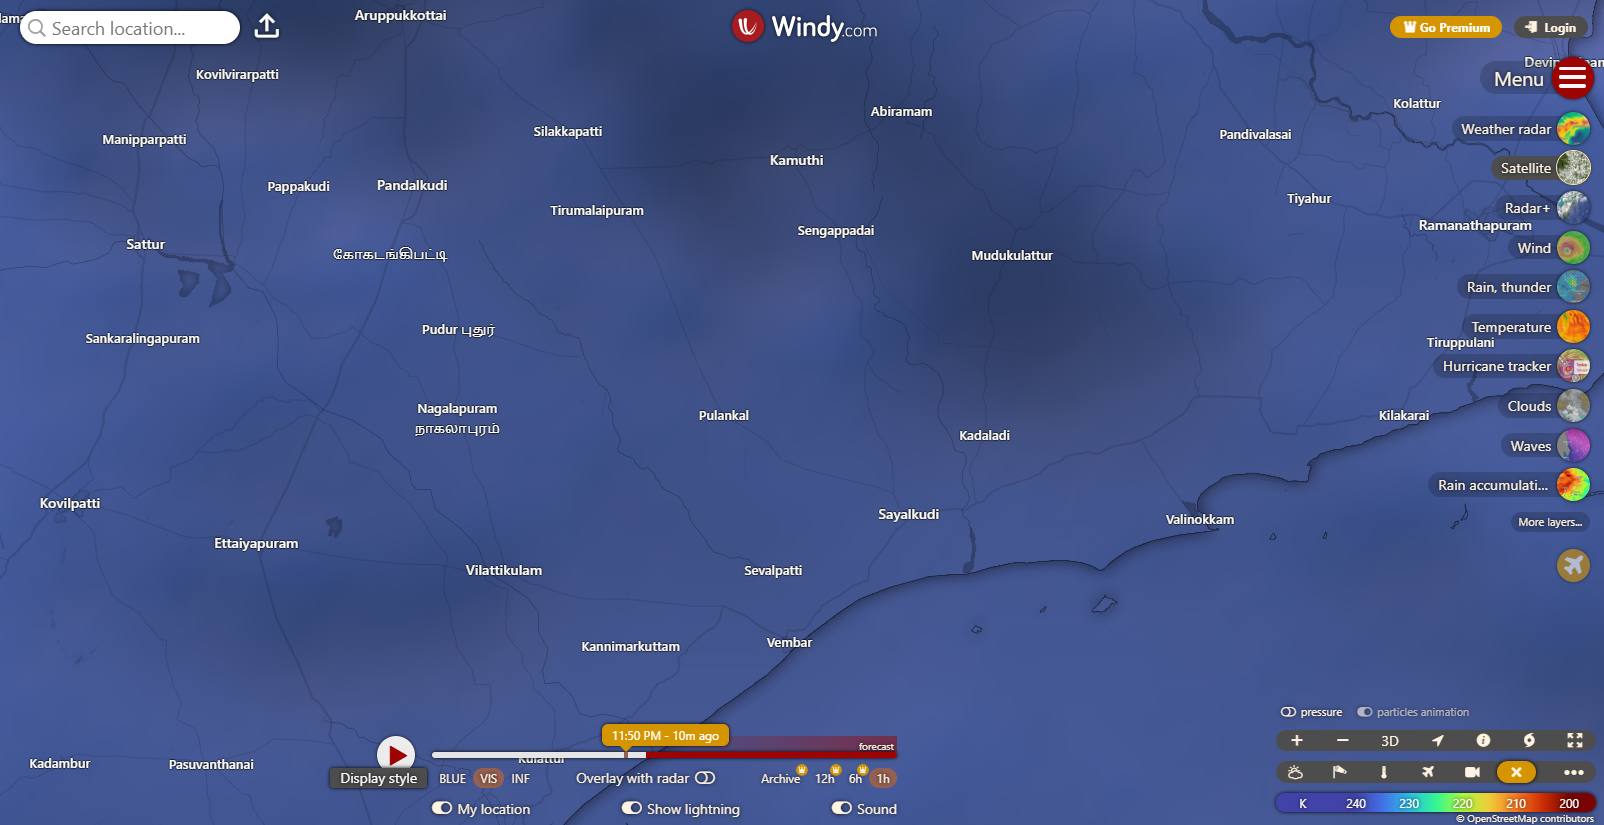 Aruppukkottai
Search location...
Windy.com
Go Premium
Login
Kovilvirarpatti
Menu
Kolattur
Abiramam
Silakkapatti
Manipparpatti
Pandivalasai
Weather radar
Kamuthi
Satellite
Pappakudi
Pandalkudi
Tirumalaipuram
Tiyahur
Radar+
Ramanathapuram
Sengappadai
Sattur
Wind
கோகடங்கிபட்டி
Mudukulattur
Rain, thunder
Temperature
Pudur புதுர்
Sankaralingapuram
Tiruppulani
Hurricane tracker
Clouds
Nagalapuram
நாகலாபுரம்
Pulankal
Kilakarai
Kadaladi
Waves
Rain accumulati...
Kovilpatti
Sayalkudi
Valinokkam
More layers...
Ettaiyapuram
Vilattikulam
Sevalpatti
Kannimarkuttam
Vembar
pressure
particles animation
11:50 PM - 10m ago
forecast
3D
Kadambur
Pasuvanthanai
Display style
BLUE
VIS
INF
Overlay with radar
Archive
12h
6h
1h
My location
Show lightning
Sound
K 240 230 220 210 200
© OpenStreetMap contributors